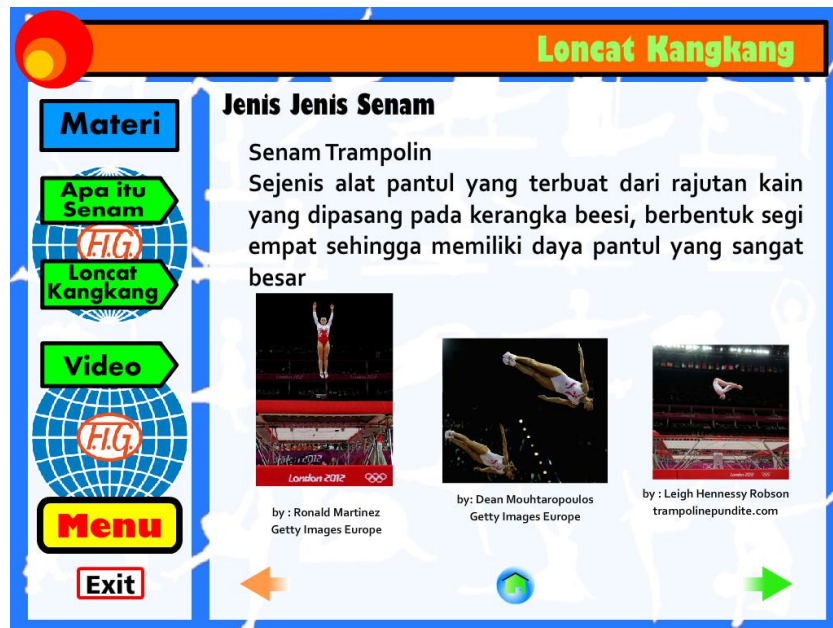 Loncat Kangkang
Materi
Apa itu
Senam
F.I.G.
Loncat
Kangkang
Video
F.I.G.
Menu
Exit
Jenis Jenis Senam
Senam Trampolin
Sejenis alat pantul yang terbuat dari rajutan kain
yang dipasang pada kerangka beesi, berbentuk segi
empat sehingga memiliki daya pantul yang sangat
besar
London 2012
London 2012
by : Ronald Martinez
Getty Images Europe
by: Dean Mouhtaropoulos
Getty Images Europe
by : Leigh Hennessy Robson
trampolinepundite.com